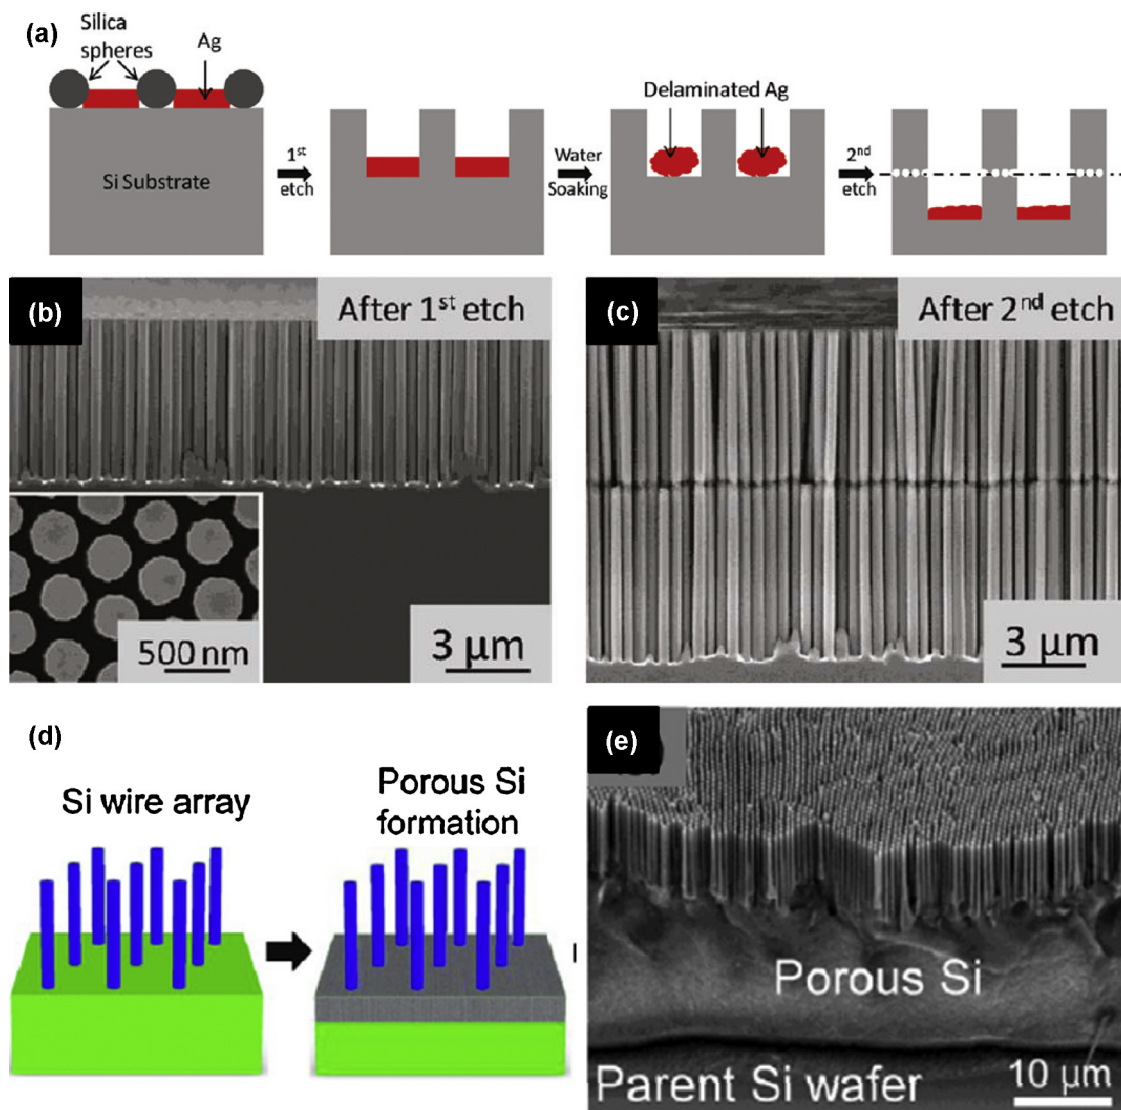 (a)
Silica
spheres
Ag
Si Substrate
1st
etch
Water
Soaking
Delaminated Ag
2nd
etch
(b)
After 1st etch
500 nm
3 μm
(c)
After 2nd etch
3 μm
(d)
Si wire array
Porous Si
formation
(e)
Porous Si
Parent Si wafer
10 μm